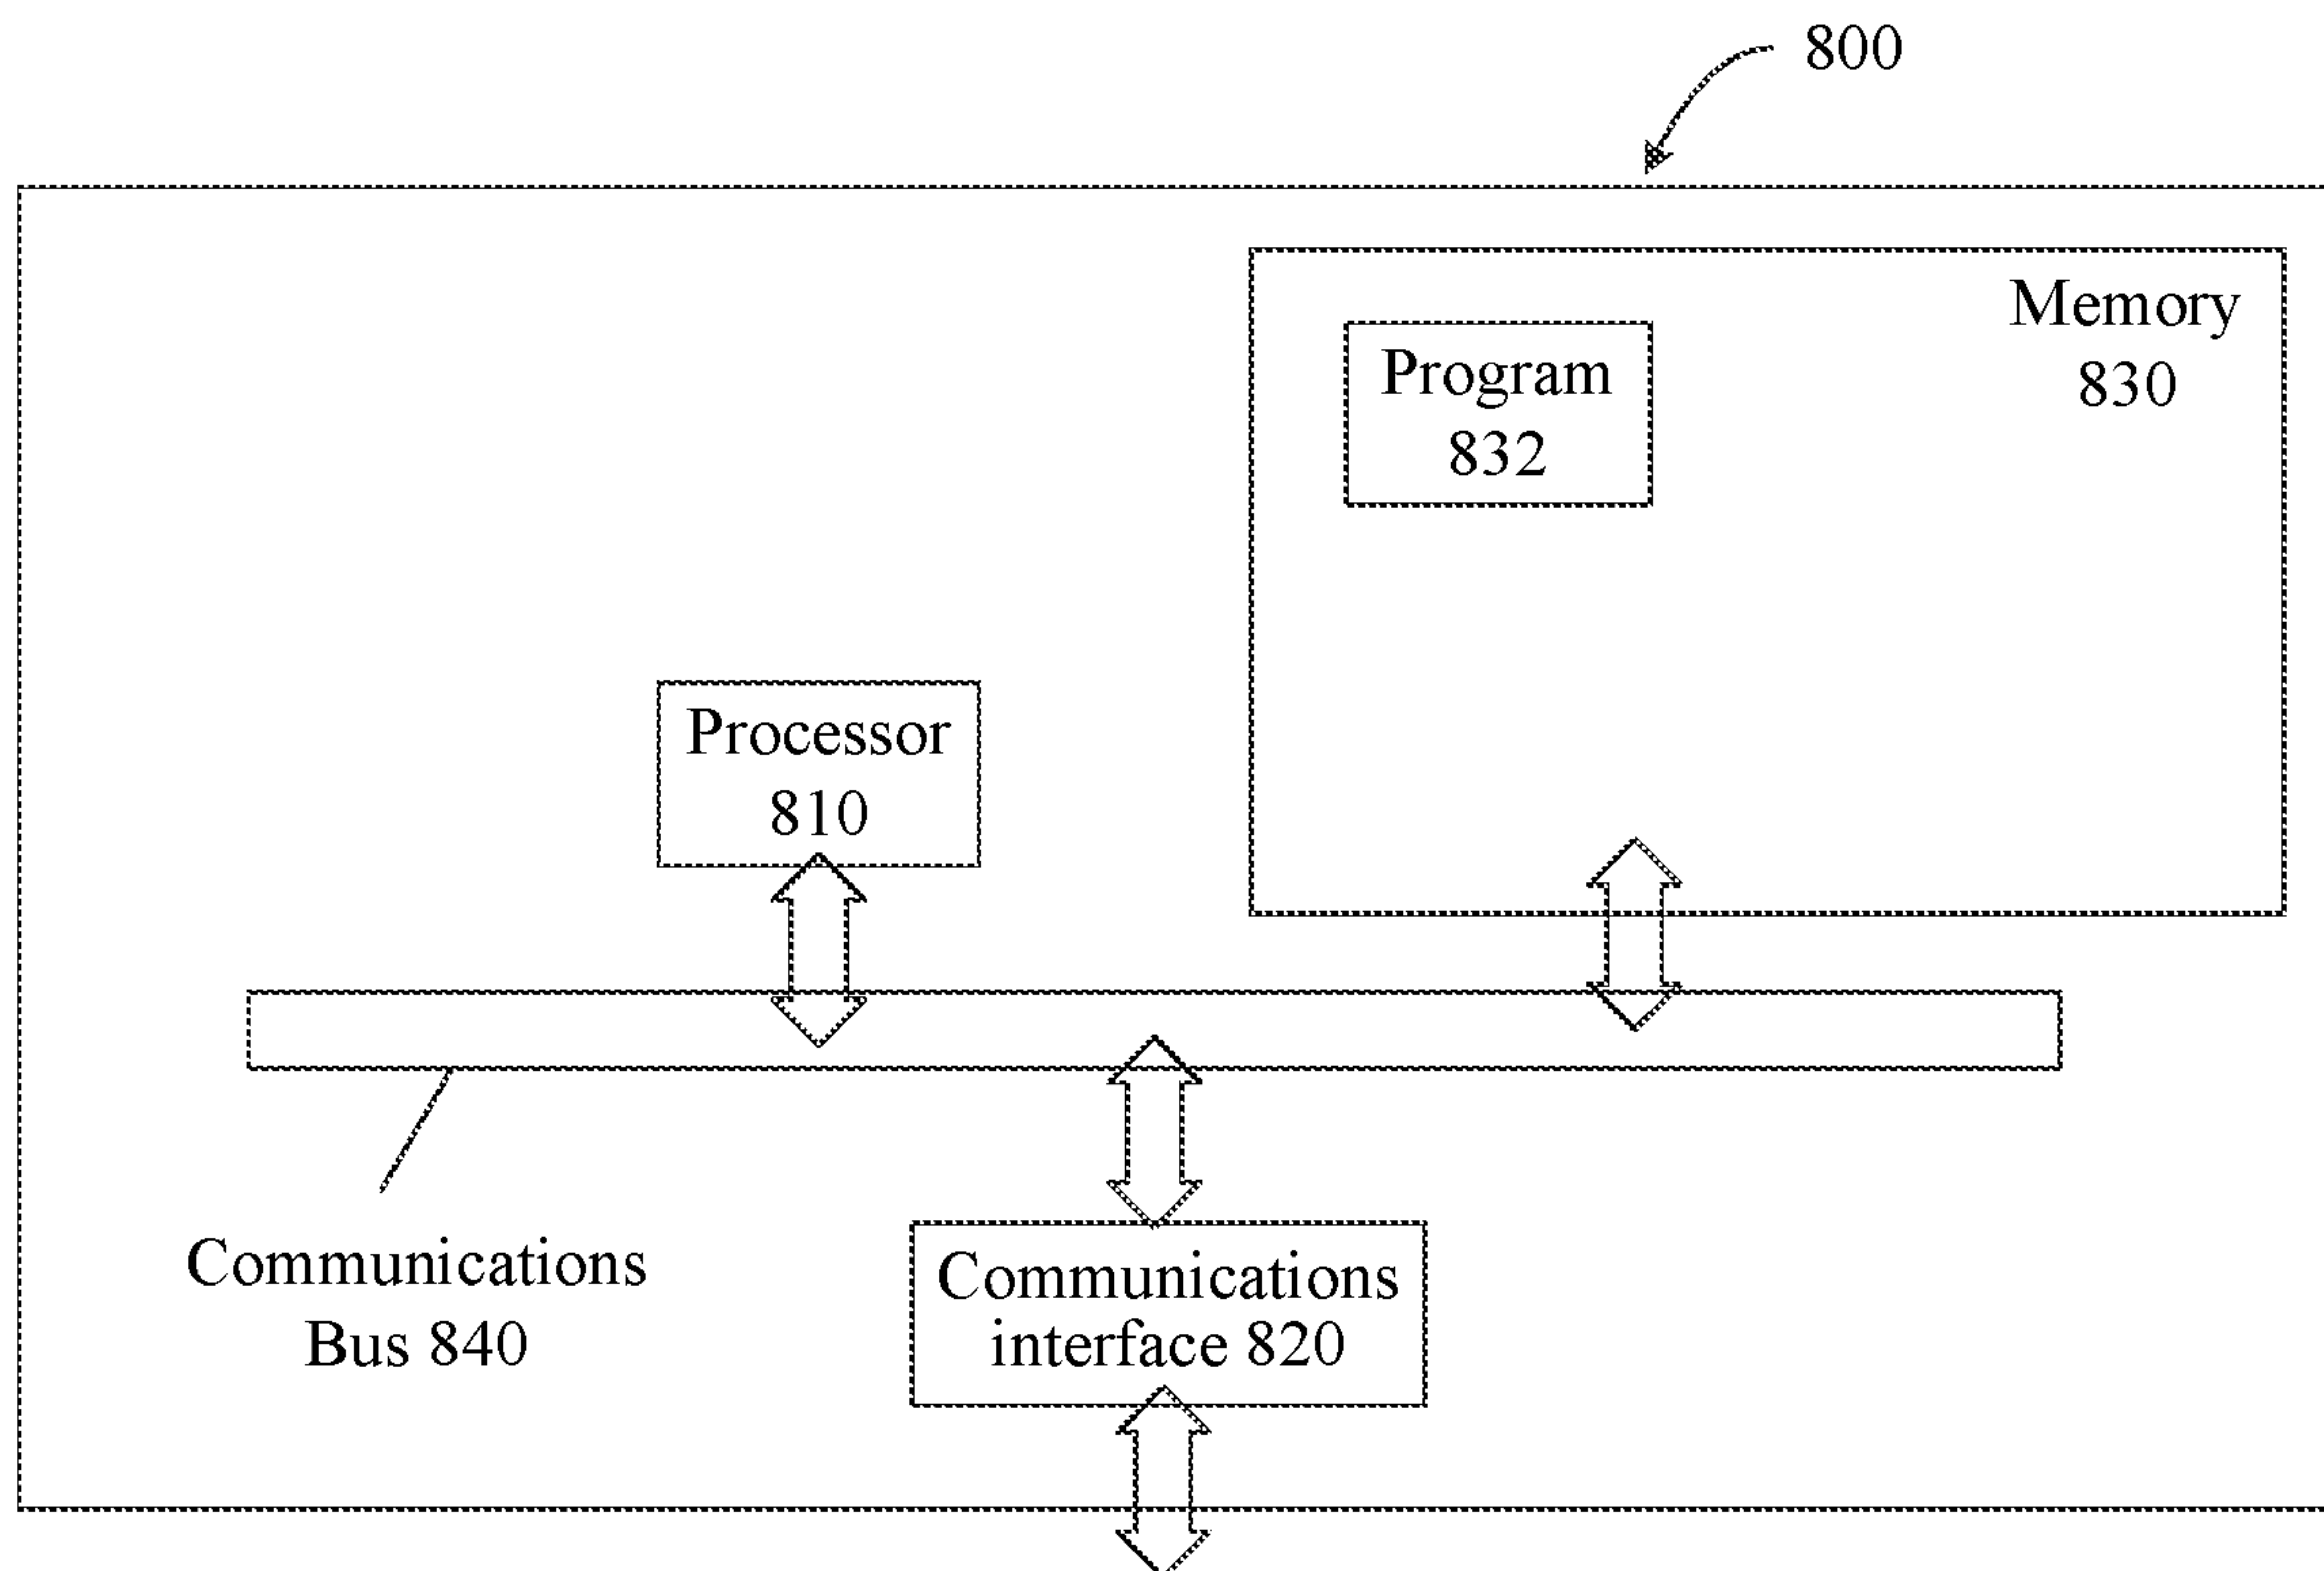 800
Memory
830
Program
832
Processor
810
Communications
Bus 840
Communications
interface 820